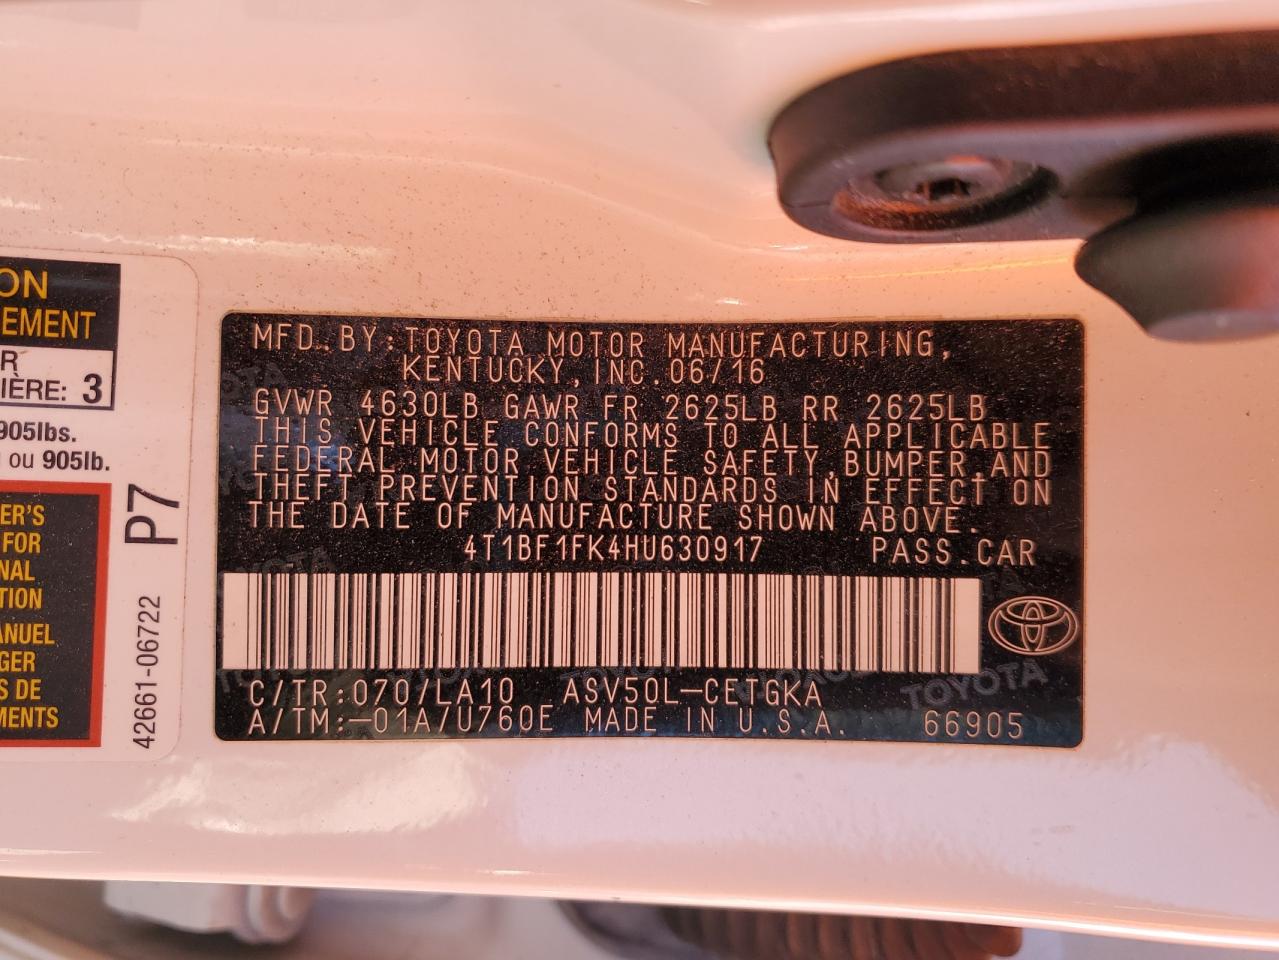 ON
EMENT
R
IÈRE: 3
905lbs.
ou 905lb.
ER'S
FOR
NAL
TION
ANUEL
GER
S DE
MENTS
P7
42661-06722
MFD. BY: TOYOTA MOTOR MANUFACTURING,
KENTUCKY, INC. 06/16
GVWR 4630LB GAWR FR 2625LB RR 2625LB
THIS VEHICLE CONFORMS TO ALL APPLICABLE
FEDERAL MOTOR VEHICLE SAFETY, BUMPER, AND
THEFT PREVENTION STANDARDS IN EFFECT ON
THE DATE OF MANUFACTURE SHOWN ABOVE.
4T1BF1FK4HU630917 PASS. CAR
C/TR: 070/LA10 ASV50L-CETGKA
A/TM: -01A/U760E MADE IN U.S.A. 66905
TOYOTA